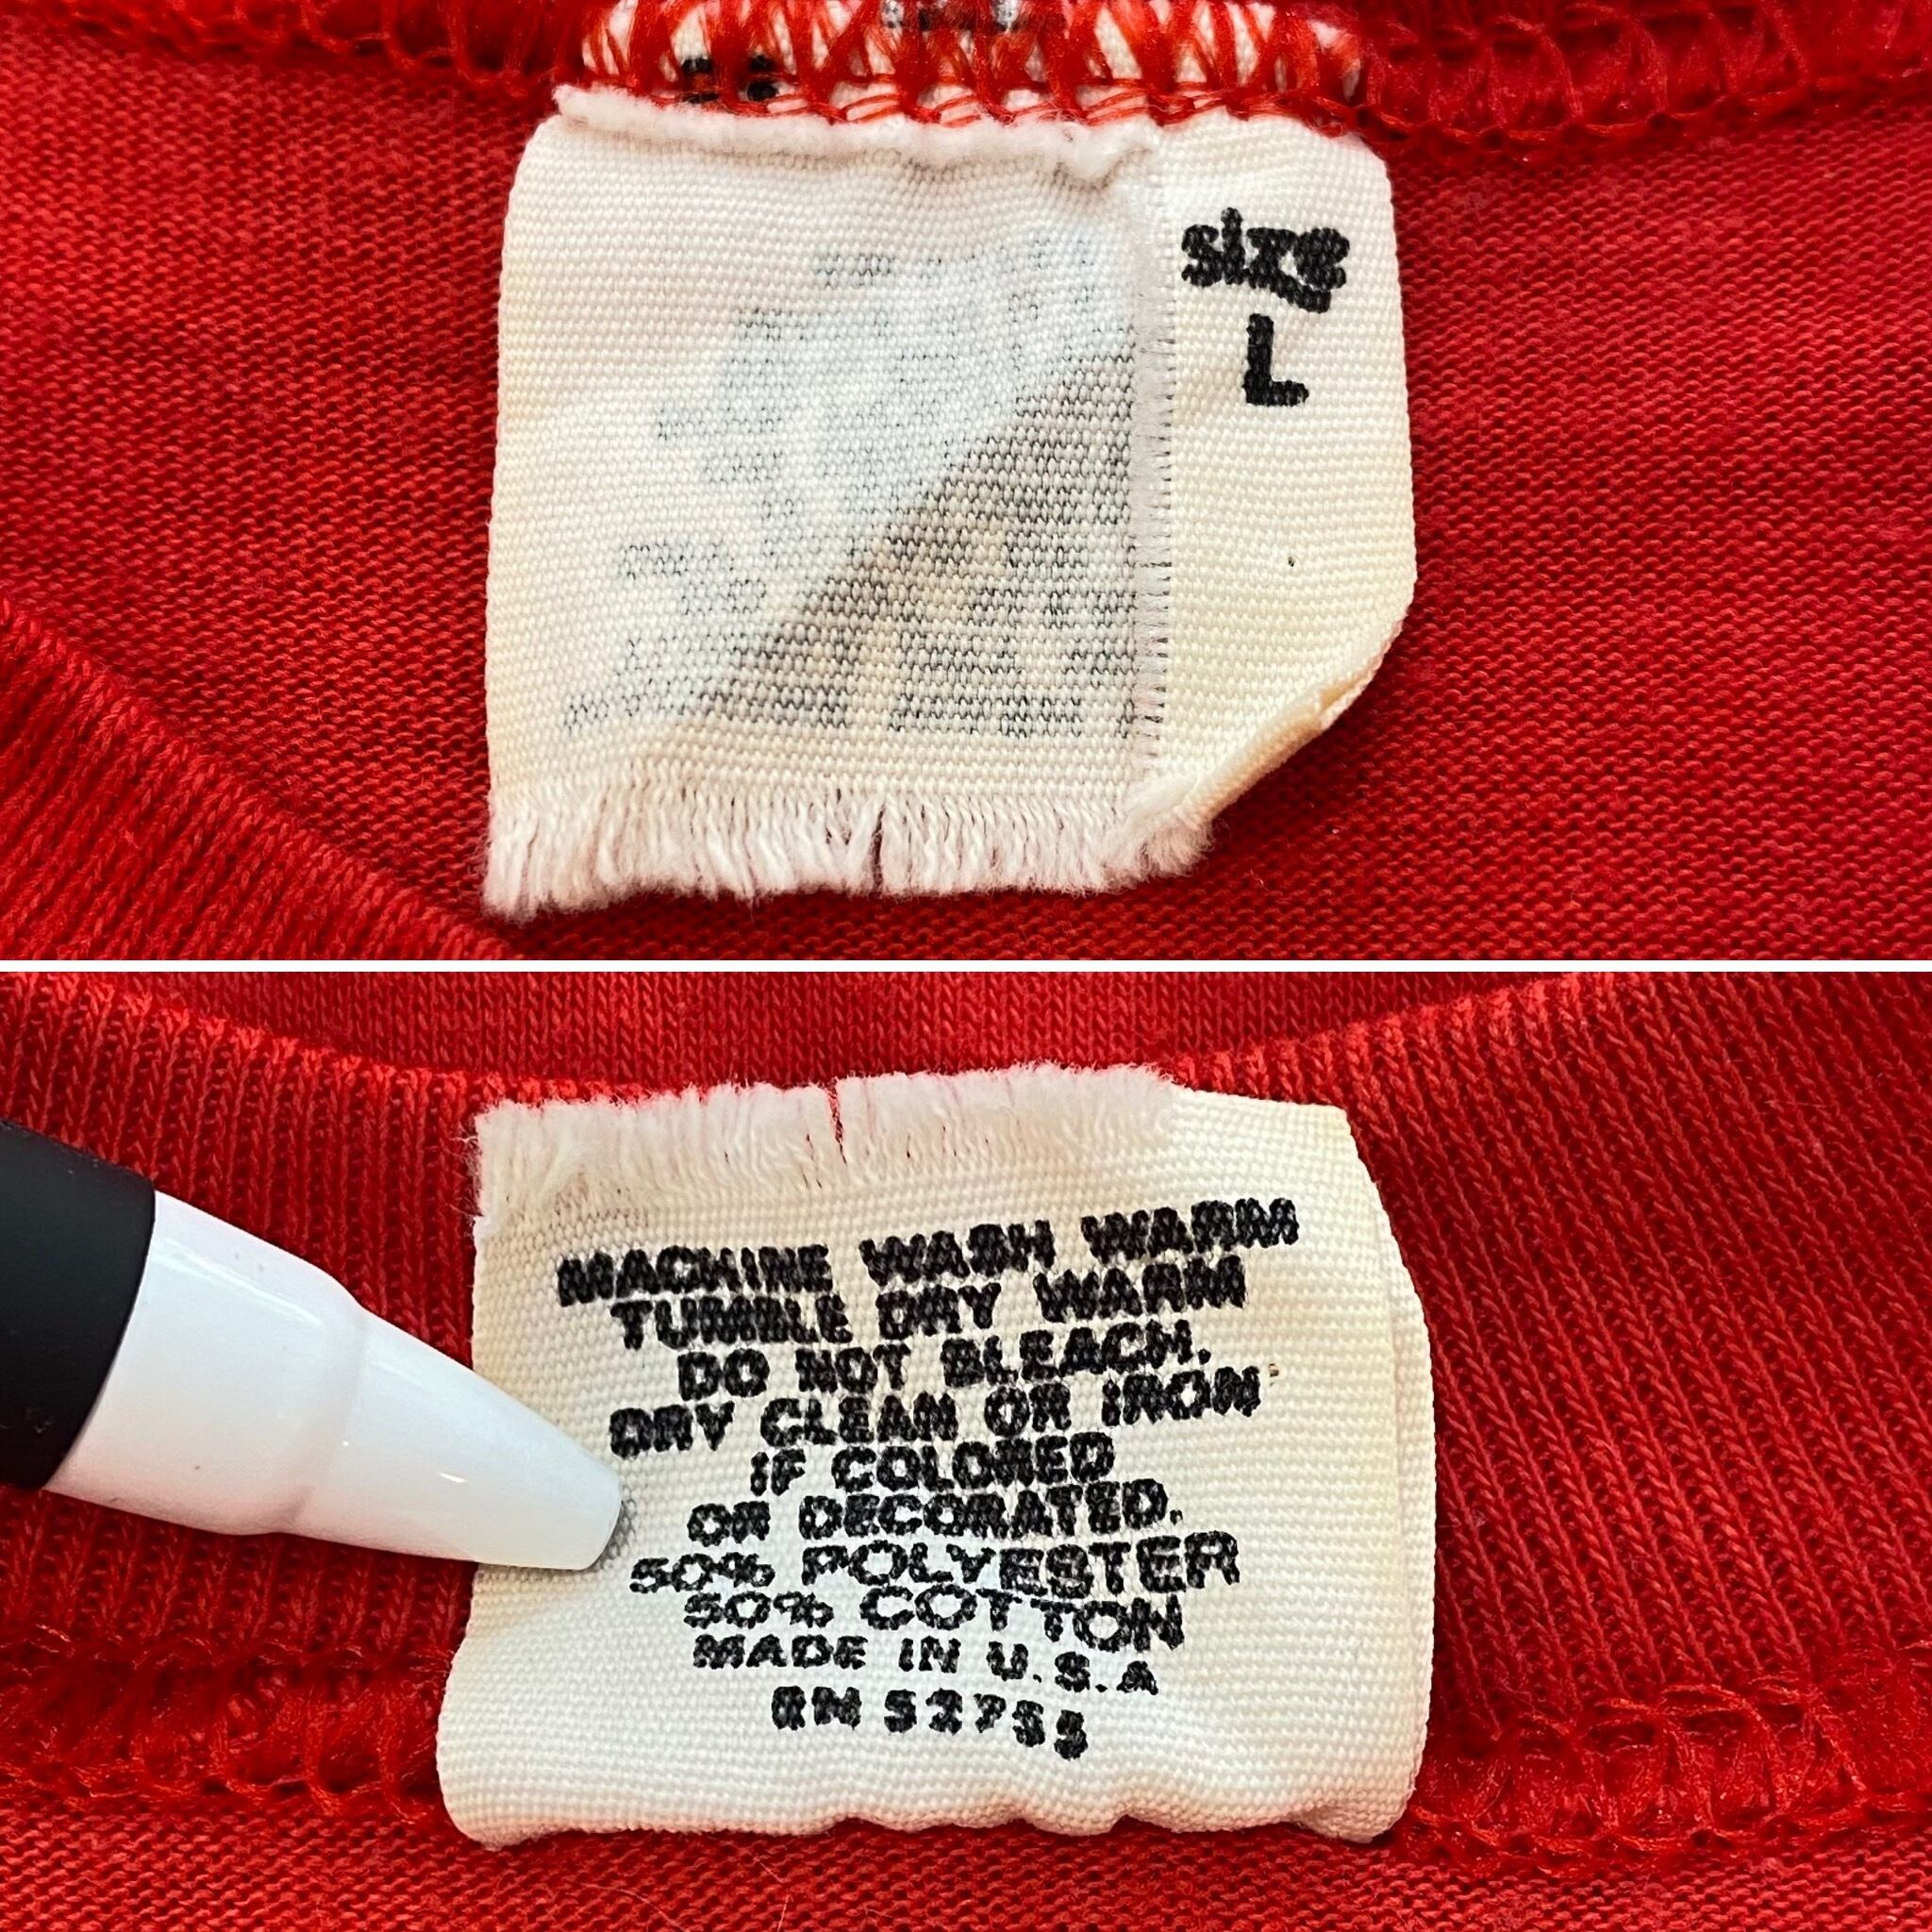 size
L
MACHINE WASH WARM
TUMBLE DRY WARM
DO NOT BLEACH,
DRY CLEAN OR IRON
IF COLORED
OR DECORATED.
50% POLYESTER
50% COTTON
MADE IN U.S.A
RN 52755